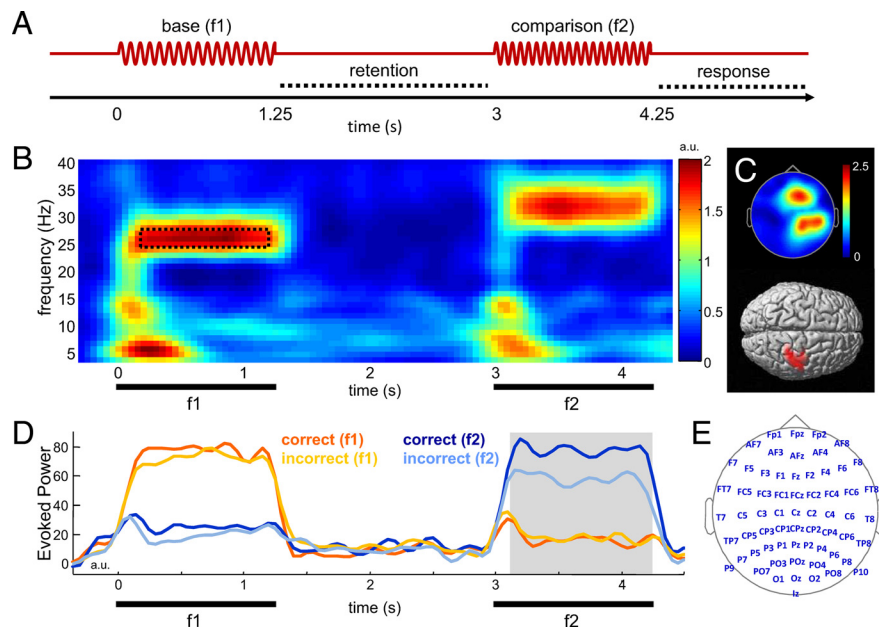 A
base (f1)
comparison (f2)
retention
response
0
1.25
time (s)
3
4.25
B
frequency (Hz)
40
35
30
25
20
15
10
5
0
1
time (s)
2
3
4
f1
f2
a.u.
2
1.5
1
0.5
0
C
2.5
0
D
Evoked Power
80
60
40
20
0
a.u.
correct (f1)
incorrect (f1)
correct (f2)
incorrect (f2)
0
1
time (s)
2
3
4
f1
f2
E
Fp1 Fpz Fp2
AF7 AF3 AFz AF4 AF8
F7 F5 F3 F1 Fz F2 F4 F6 F8
FT7 FC5 FC3 FC1 FCz FC2 FC4 FC6 FT8
T7 C5 C3 C1 Cz C2 C4 C6 T8
TP7 CP5 CP3 CP1 CPz CP2 CP4 CP6 TP8
P9 P7 P5 P3 P1 Pz P2 P4 P6 P8 P10
PO7 PO3 POz PO4 PO8
O1 Oz O2
Iz